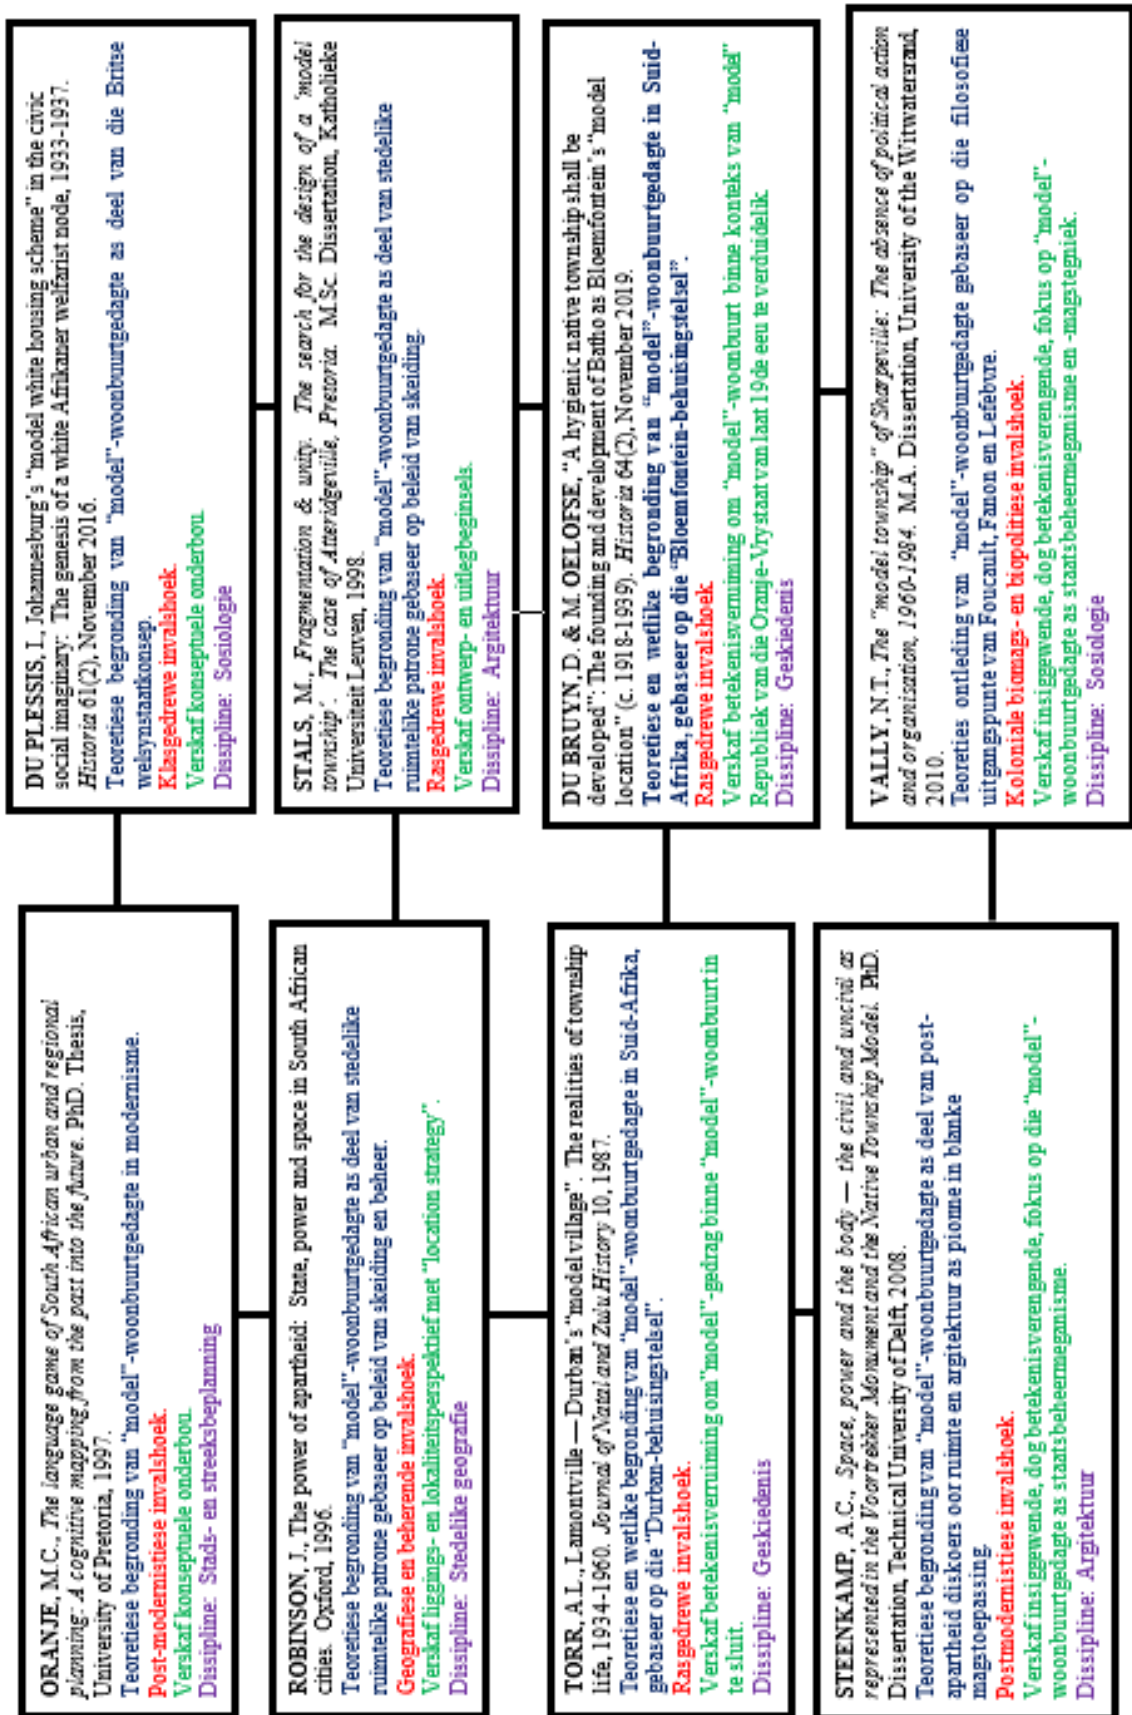 ORANJE, M.C., The language game of South African urban and regional
planning: A cognitive mapping from the past into the future. PhD. Thesis,
University of Pretoria, 1997.
Teoretiese begronding van "model"-woonbuurtgedagte in modernisme.
Post-modernistiese invalshoek.
Verskaf konseptuele onderbou.
Dissipline: Stads- en streeksbeplanning
DU PLESSIS, I., Johannesburg's "model white housing scheme" in the civic
social imaginary: The genesis of a white Afrikaner welfarist node, 1933-1937.
Historia 61(2), November 2016.
Teoretiese begronding van "model"-woonbuurtgedagte as deel van die Britse
welsynstaatkonsep.
Klasgedrewe invalshoek.
Verskaf konseptuele onderbou.
Dissipline: Sosiologie
ROBINSON, J., The power of apartheid: State, power and space in South African
cities. Oxford, 1996.
Teoretiese begronding van "model"-woonbuurtgedagte as deel van stedelike
ruimtelike patrone gebaseer op beleid van skeiding en beheer.
Geografiese en beherende invalshoek.
Verskaf liggings- en lokaliteitsperspektief met "location strategy".
Dissipline: Stedelike geografie
STALS, M., Fragmentation & unity. The search for the design of a 'model
township'. The case of Atteridgeville, Pretoria. M.Sc. Dissertation, Katholieke
Universiteit Leuven, 1998.
Teoretiese begronding van "model"-woonbuurtgedagte as deel van stedelike
ruimtelike patrone gebaseer op beleid van skeiding.
Rasgedrewe invalshoek.
Verskaf ontwerp- en uitlegbeginsels.
Dissipline: Argitektuur
TORR, A.L., Lamontville — Durban's "model village". The realities of township
life, 1934-1960. Journal of Natal and Zulu History 10, 1987.
Teoretiese en wetlike begronding van "model"-woonbuurtgedagte in Suid-Afrika,
gebaseer op die "Durban-behuisingstelsel".
Rasgedrewe invalshoek.
Verskaf betekenisverruiming om "model"-gedrag binne "model"-woonbuurt in
te sluit.
Dissipline: Geskiedenis
DU BRUYN, D. & M. OELOFSE, "A hygienic native township shall be
developed": The founding and development of Batho as Bloemfontein's "model
location" (c. 1918-1939). Historia 64(2), November 2019.
Teoretiese en wetlike begronding van "model"-woonbuurtgedagte in Suid-
Afrika, gebaseer op die "Bloemfontein-behuisingstelsel".
Rasgedrewe invalshoek
Verskaf betekenisverruiming om "model"-woonbuurt binne konteks van "model"
Republiek van die Oranje-Vrystaat van laat 19de eeu te verduidelik
Dissipline: Geskiedenis
STEENKAMP, A.C., Space, power and the body — the civil and uncivil as
represented in the Voortrekker Monument and the Native Township Model. PhD.
Dissertation, Technical University of Delft, 2008.
Teoretiese begronding van "model"-woonbuurtgedagte as deel van post-
apartheid diskoers oor ruimte en argitektuur as pionne in blanke
magstoepasing.
Postmodernistiese invalshoek.
Verskaf insiggewende, dog betekenisverengende, fokus op die "model"-
woonbuurtgedagte as staatsbeheermeganisme.
Dissipline: Argitektuur
VALLY, N.T., The "model township" of Sharpeville: The absence of political action
and organisation, 1960-1984. M.A. Dissertation, University of the Witwatersrand,
2010.
Teoreties ontleding van "model"-woonbuurtgedagte gebaseer op die filosofiese
uitgangspunte van Foucault, Fanon en Lefebvre.
Koloniale biomags- en biopolitiese invalshoek.
Verskaf insiggewende, dog betekenisverengende, fokus op "model"-
woonbuurtgedagte as staatsbeheermeganisme en -magstegniek.
Dissipline: Sosiologie